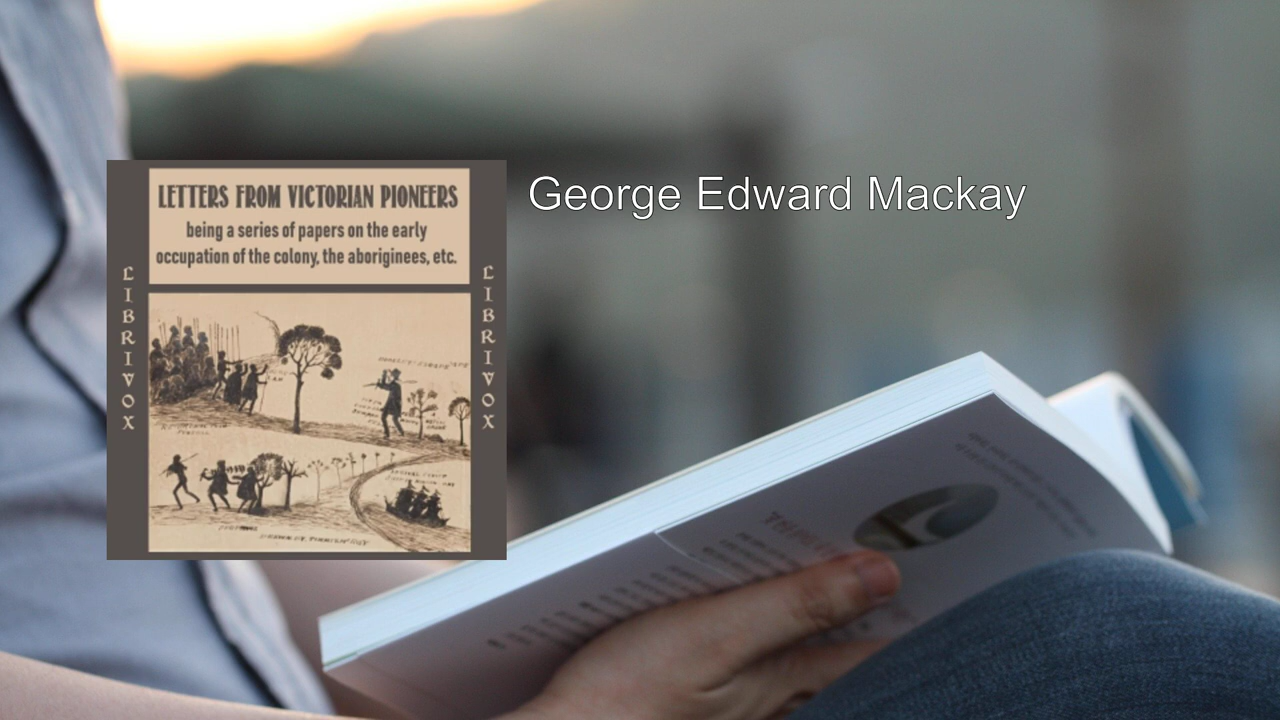 LETTERS FROM VICTORIAN PIONEERS
being a series of papers on the early
occupation of the colony, the aboriginees, etc.
LIBRIVOX
LIBRIVOX
George Edward Mackay